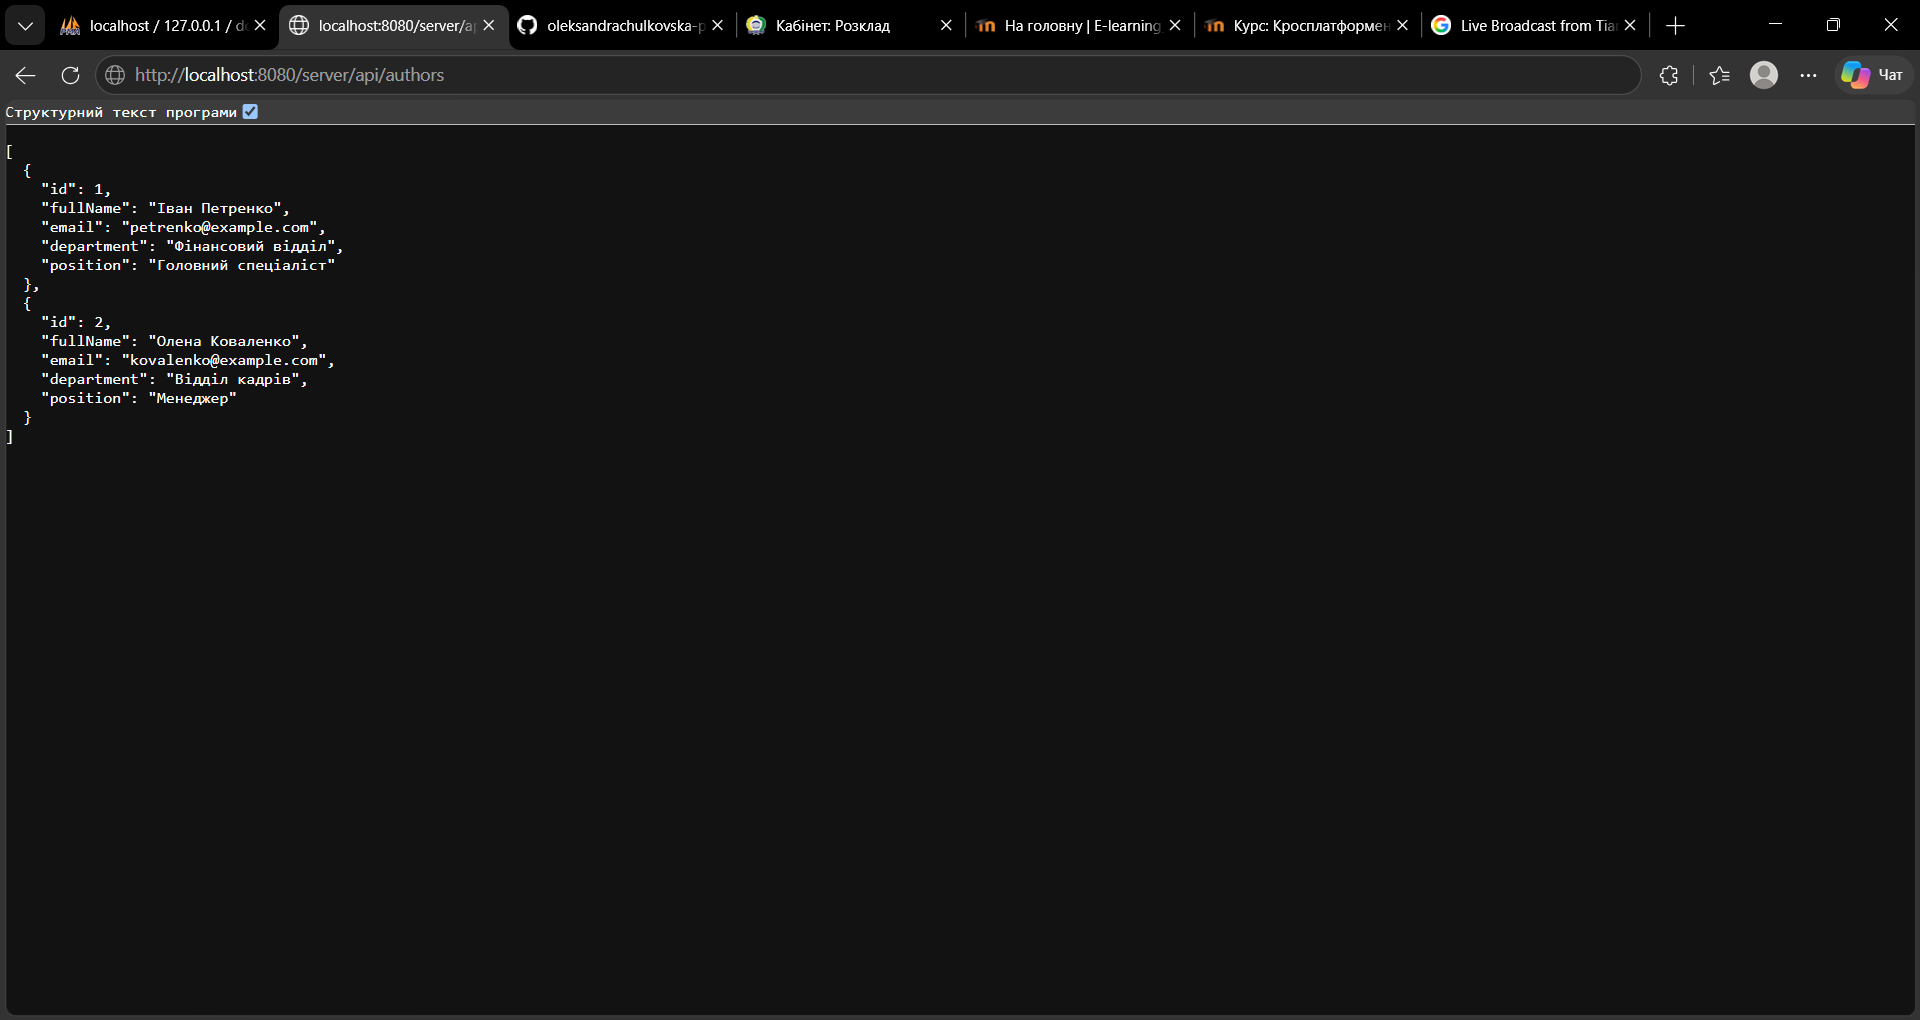 localhost / 127.0.0.1 / de
localhost:8080/server/a
oleksandrachulkovska-p
Кабінет: Розклад
На головну | E-learning
Курс: Кросплатформен
Live Broadcast from Tia
http://localhost:8080/server/api/authors
Чат
Структурний текст програми
[
{
"id": 1,
"fullName": "Іван Петренко",
"email": "petrenko@example.com",
"department": "Фінансовий відділ",
"position": "Головний спеціаліст"
},
{
"id": 2,
"fullName": "Олена Коваленко",
"email": "kovalenko@example.com",
"department": "Відділ кадрів",
"position": "Менеджер"
}
]